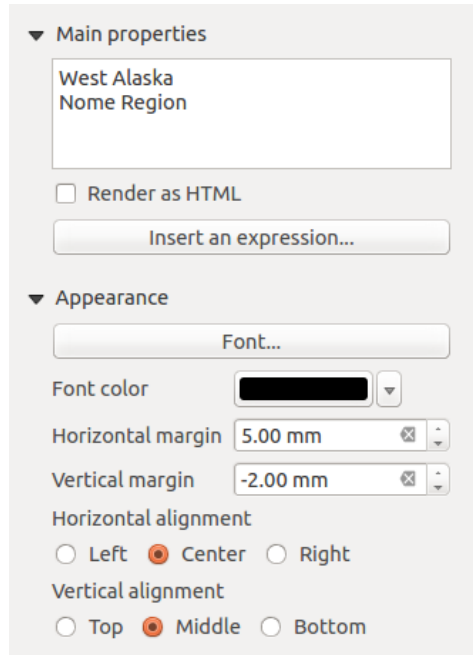 Main properties
West Alaska
Nome Region
Render as HTML
Insert an expression...
Appearance
Font...
Font color
Horizontal margin 5.00 mm
Vertical margin -2.00 mm
Horizontal alignment
Left Center Right
Vertical alignment
Top Middle Bottom